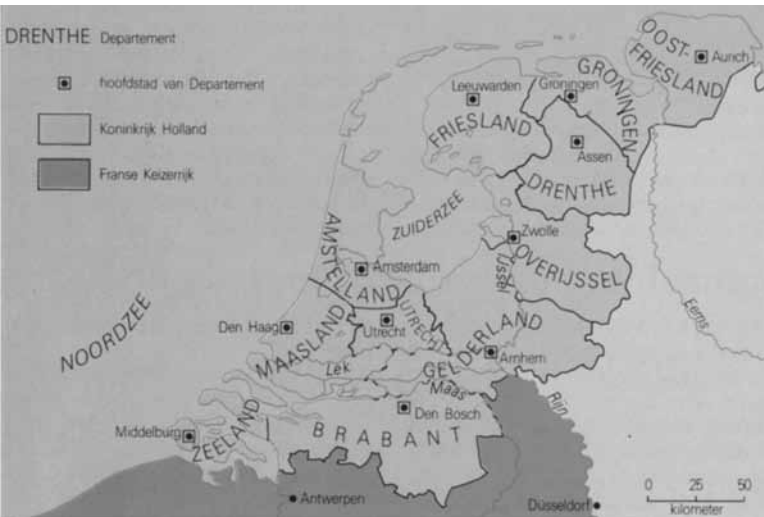 DRENTHE Departement
hoofdstad van Departement
Koninkrijk Holland
Franse Keizerrijk
OOST-
FRIESLAND
Aurich
GRONINGEN
Groningen
Leeuwarden
FRIESLAND
Assen
DRENTHE
ZUIDERZEE
Zwolle
OVERIJSSEL
IJssel
Eems
AMSTELLAND
Amsterdam
NOORDZEE
Den Haag
MAASLAND
Utrecht
UTRECHT
GELDERLAND
Arnhem
Lek
Maas
Rijn
Den Bosch
Middelburg
ZEELAND
BRABANT
Antwerpen
Düsseldorf
0 25 50
kilometer